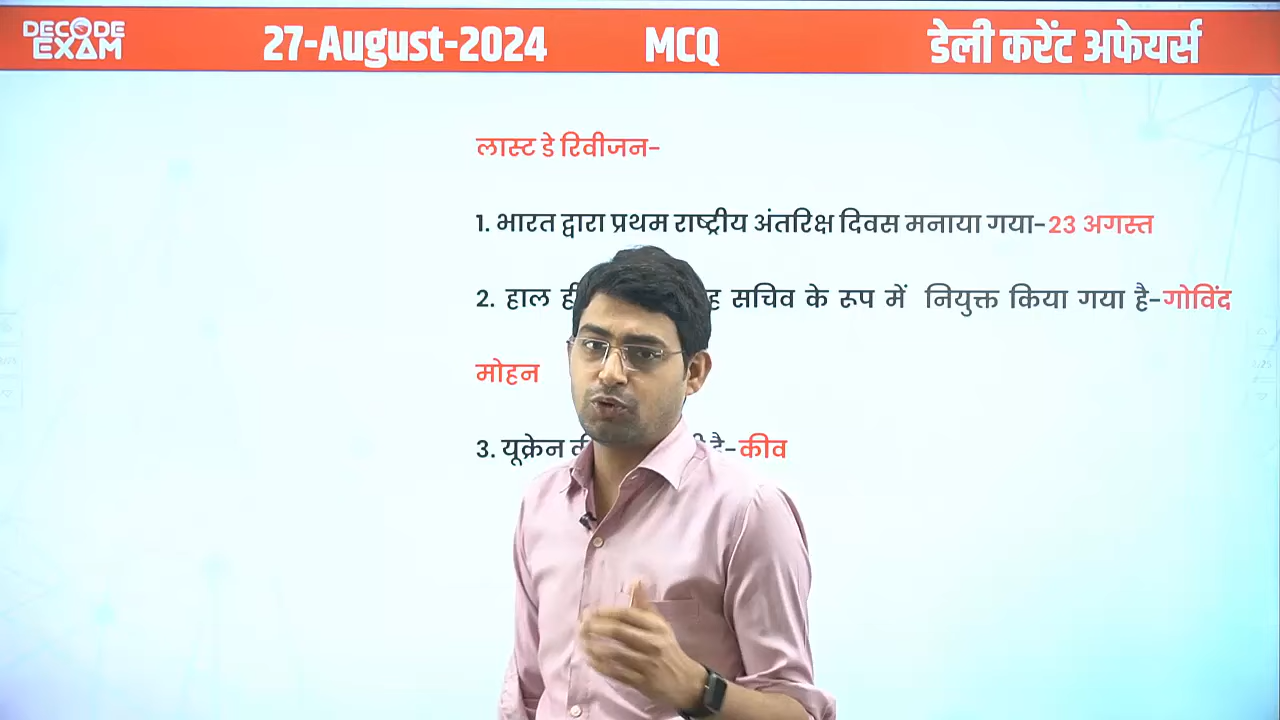 DECODE
EXAM
27-August-2024 MCQ डेली करेंट अफेयर्स
लास्ट डे रिवीजन-
1. भारत द्वारा प्रथम राष्ट्रीय अंतरिक्ष दिवस मनाया गया-23 अगस्त
2. हाल सचिव के रूप में नियुक्त किया गया है-गोविंद
मोहन
3. यूक्रेन है-कीव